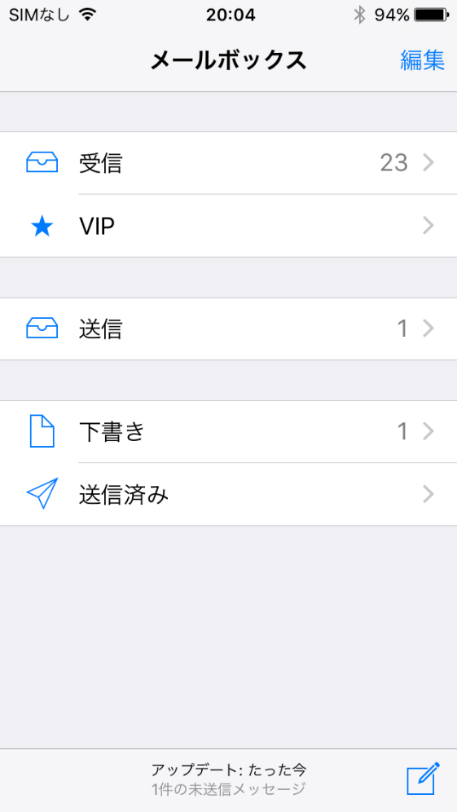 SIMなし 20:04 94%
メールボックス 編集
受信 23
VIP
送信 1
下書き 1
送信済み
アップデート: たった今
1件の未送信メッセージ